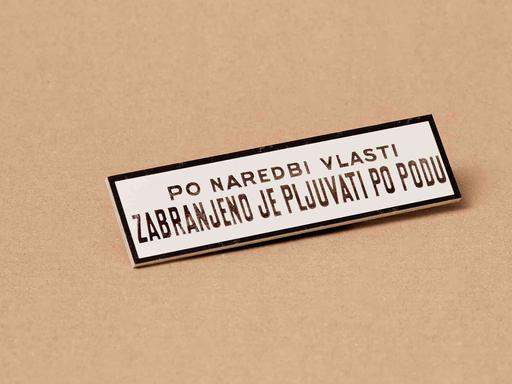 PO NAREDBI VLASTI
ZABRANJENO JE PLJUVATI PO PODU